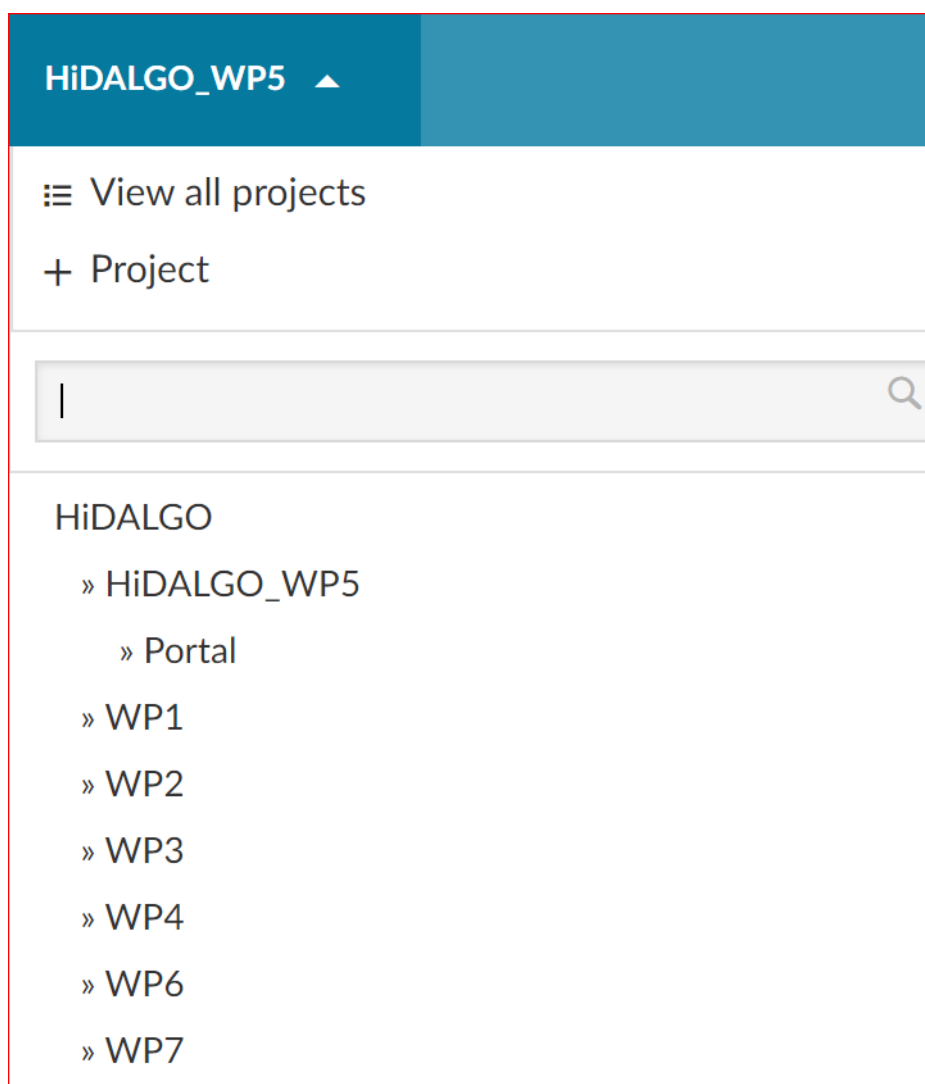 HiDALGO_WP5
View all projects
+ Project
HiDALGO
» HiDALGO_WP5
» Portal
» WP1
» WP2
» WP3
» WP4
» WP6
» WP7